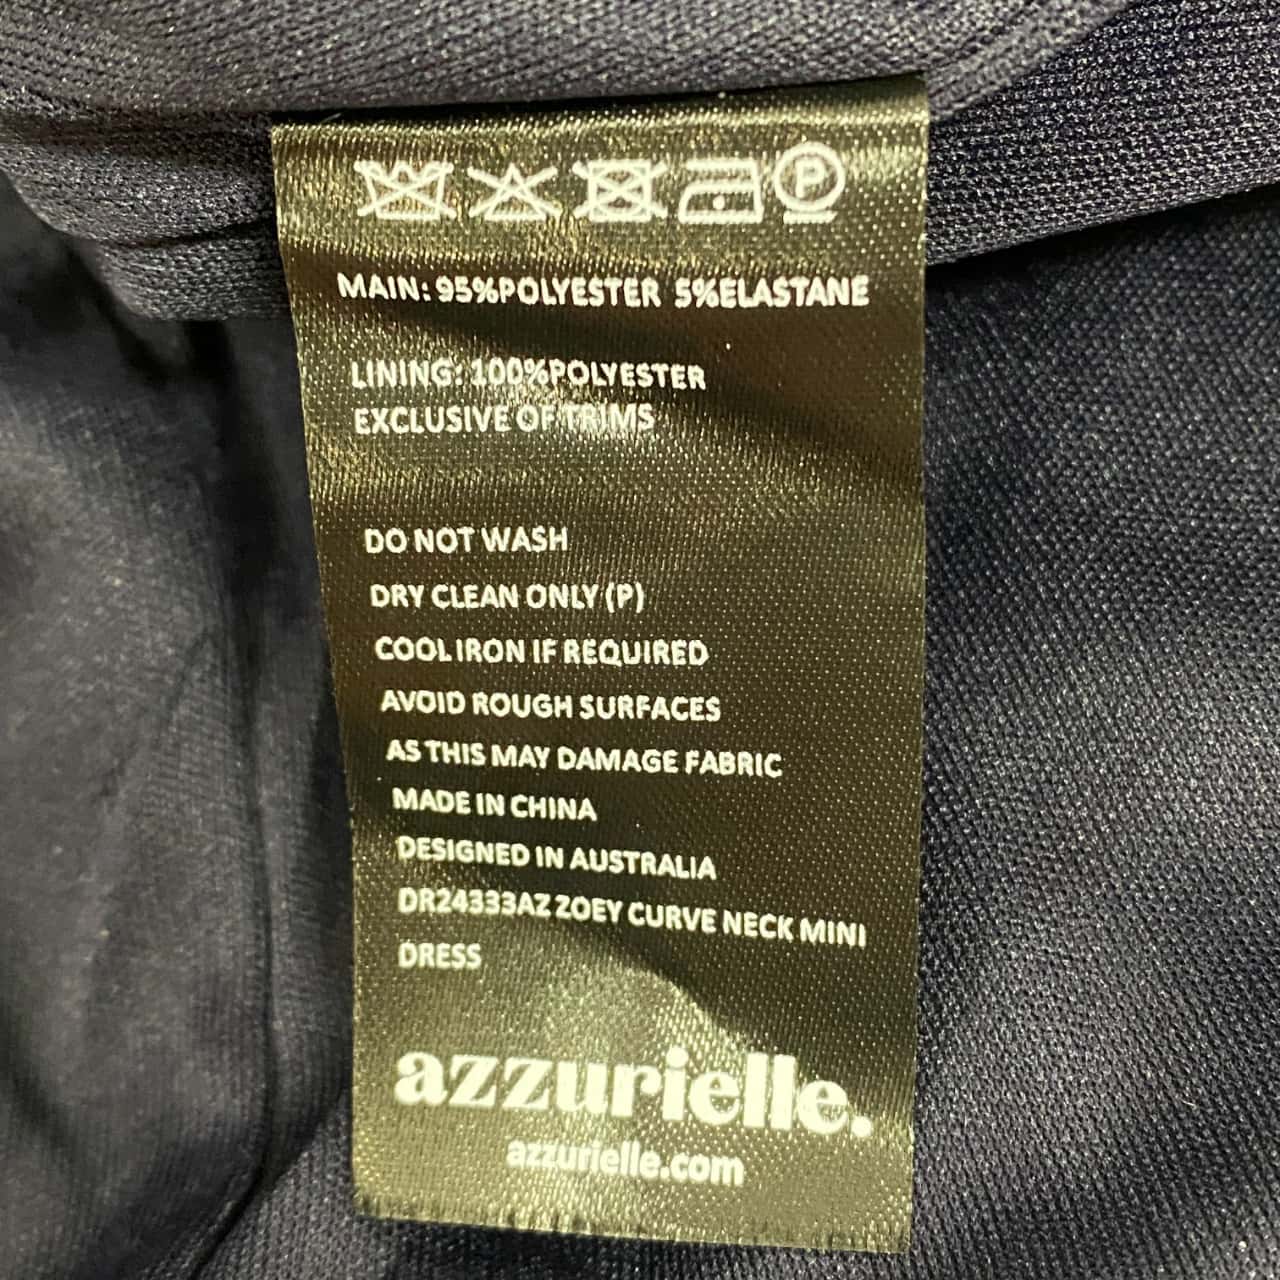 P
MAIN: 95%POLYESTER 5%ELASTANE
LINING: 100%POLYESTER
EXCLUSIVE OF TRIMS
DO NOT WASH
DRY CLEAN ONLY (P)
COOL IRON IF REQUIRED
AVOID ROUGH SURFACES
AS THIS MAY DAMAGE FABRIC
MADE IN CHINA
DESIGNED IN AUSTRALIA
DR24333AZ ZOEY CURVE NECK MINI
DRESS
azzurielle.
azzurielle.com